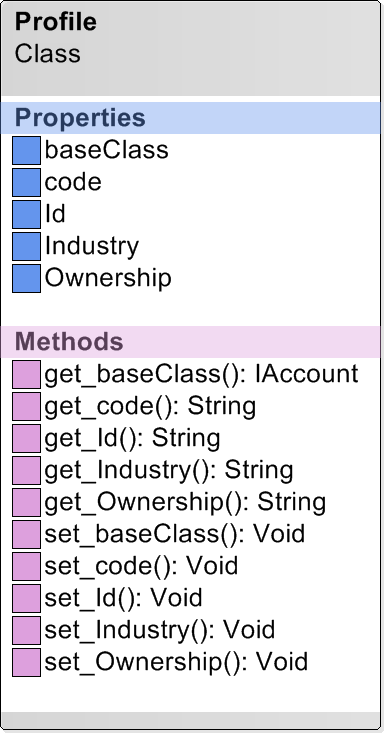 Profile
Class
Properties
baseClass
code
Id
Industry
Ownership
Methods
get_baseClass(): IAccount
get_code(): String
get_Id(): String
get_Industry(): String
get_Ownership(): String
set_baseClass(): Void
set_code(): Void
set_Id(): Void
set_Industry(): Void
set_Ownership(): Void